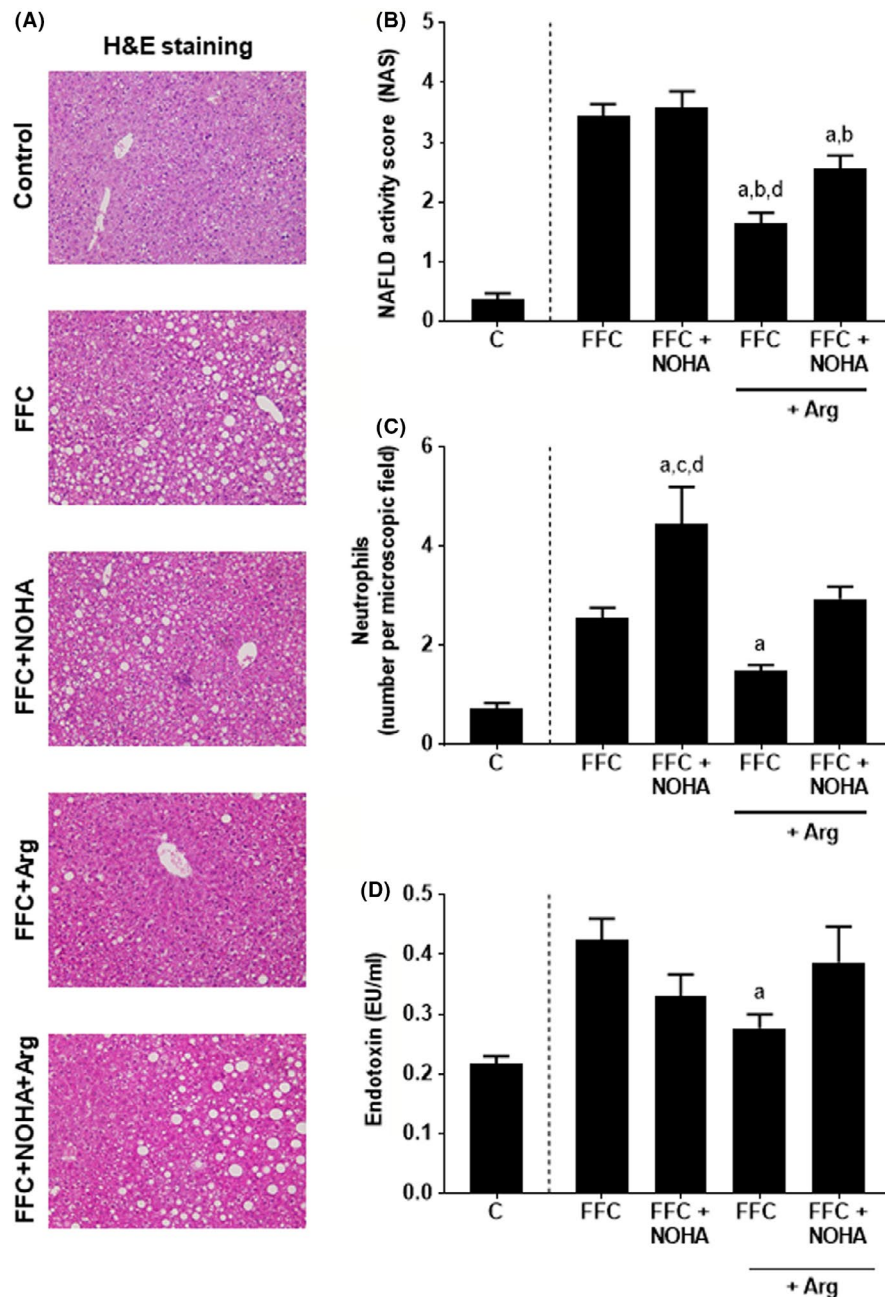 (A)
H&E staining
Control
FFC
FFC+NOHA
FFC+Arg
FFC+NOHA+Arg
(B)
NAFLD activity score (NAS)
5
4
3
2
1
0
a,b,d
a,b
C
FFC
FFC +
NOHA
FFC
FFC +
NOHA
+ Arg
(C)
Neutrophils
(number per microscopic field)
6
4
2
0
a,c,d
a
C
FFC
FFC +
NOHA
FFC
FFC +
NOHA
+ Arg
(D)
Endotoxin (EU/ml)
0.5
0.4
0.3
0.2
0.1
0.0
a
C
FFC
FFC +
NOHA
FFC
FFC +
NOHA
+ Arg